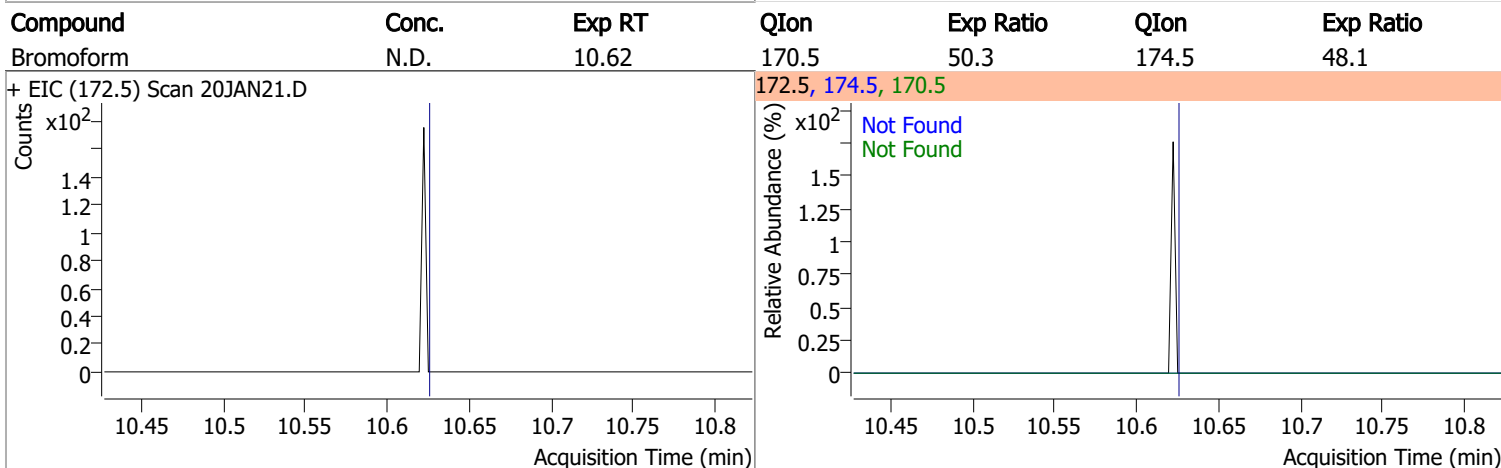 Compound Conc. Exp RT QIon Exp Ratio QIon Exp Ratio
Bromoform N.D. 10.62 170.5 50.3 174.5 48.1
+ EIC (172.5) Scan 20JAN21.D
Counts
x10²
1.4
1.2
1
0.8
0.6
0.4
0.2
0
10.45 10.5 10.55 10.6 10.65 10.7 10.75 10.8
Acquisition Time (min)
172.5, 174.5, 170.5
Relative Abundance (%)
x10²
Not Found
Not Found
1.5
1.25
1
0.75
0.5
0.25
0
10.45 10.5 10.55 10.6 10.65 10.7 10.75 10.8
Acquisition Time (min)